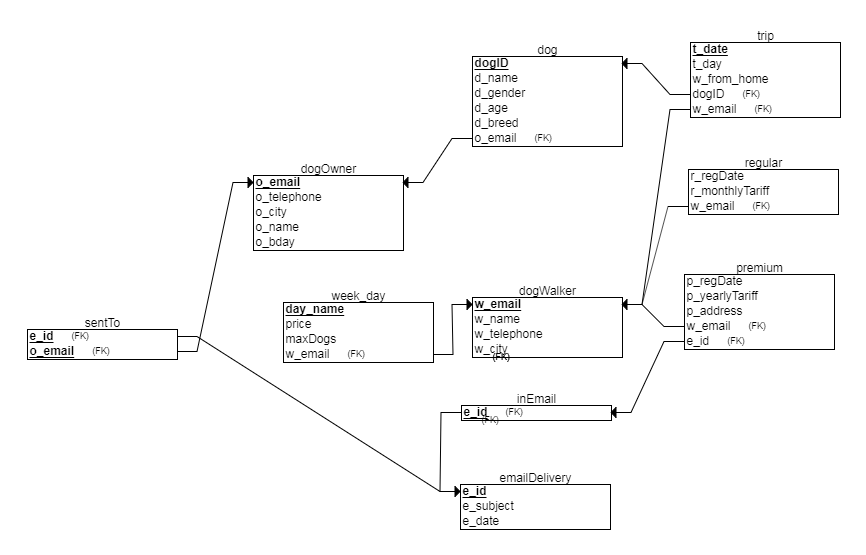 trip
t_date
t_day
w_from_home
dogID (FK)
w_email (FK)
dog
dogID
d_name
d_gender
d_age
d_breed
o_email (FK)
dogOwner
o_email
o_telephone
o_city
o_name
o_bday
regular
r_regDate
r_monthlyTariff
w_email (FK)
premium
p_regDate
p_yearlyTariff
p_address
w_email (FK)
e_id (FK)
week_day
day_name
price
maxDogs
w_email (FK)
dogWalker
w_email
w_name
w_telephone
w_city
(FK)
sentTo
e_id (FK)
o_email (FK)
inEmail
e_id (FK)
(FK)
emailDelivery
e_id
e_subject
e_date